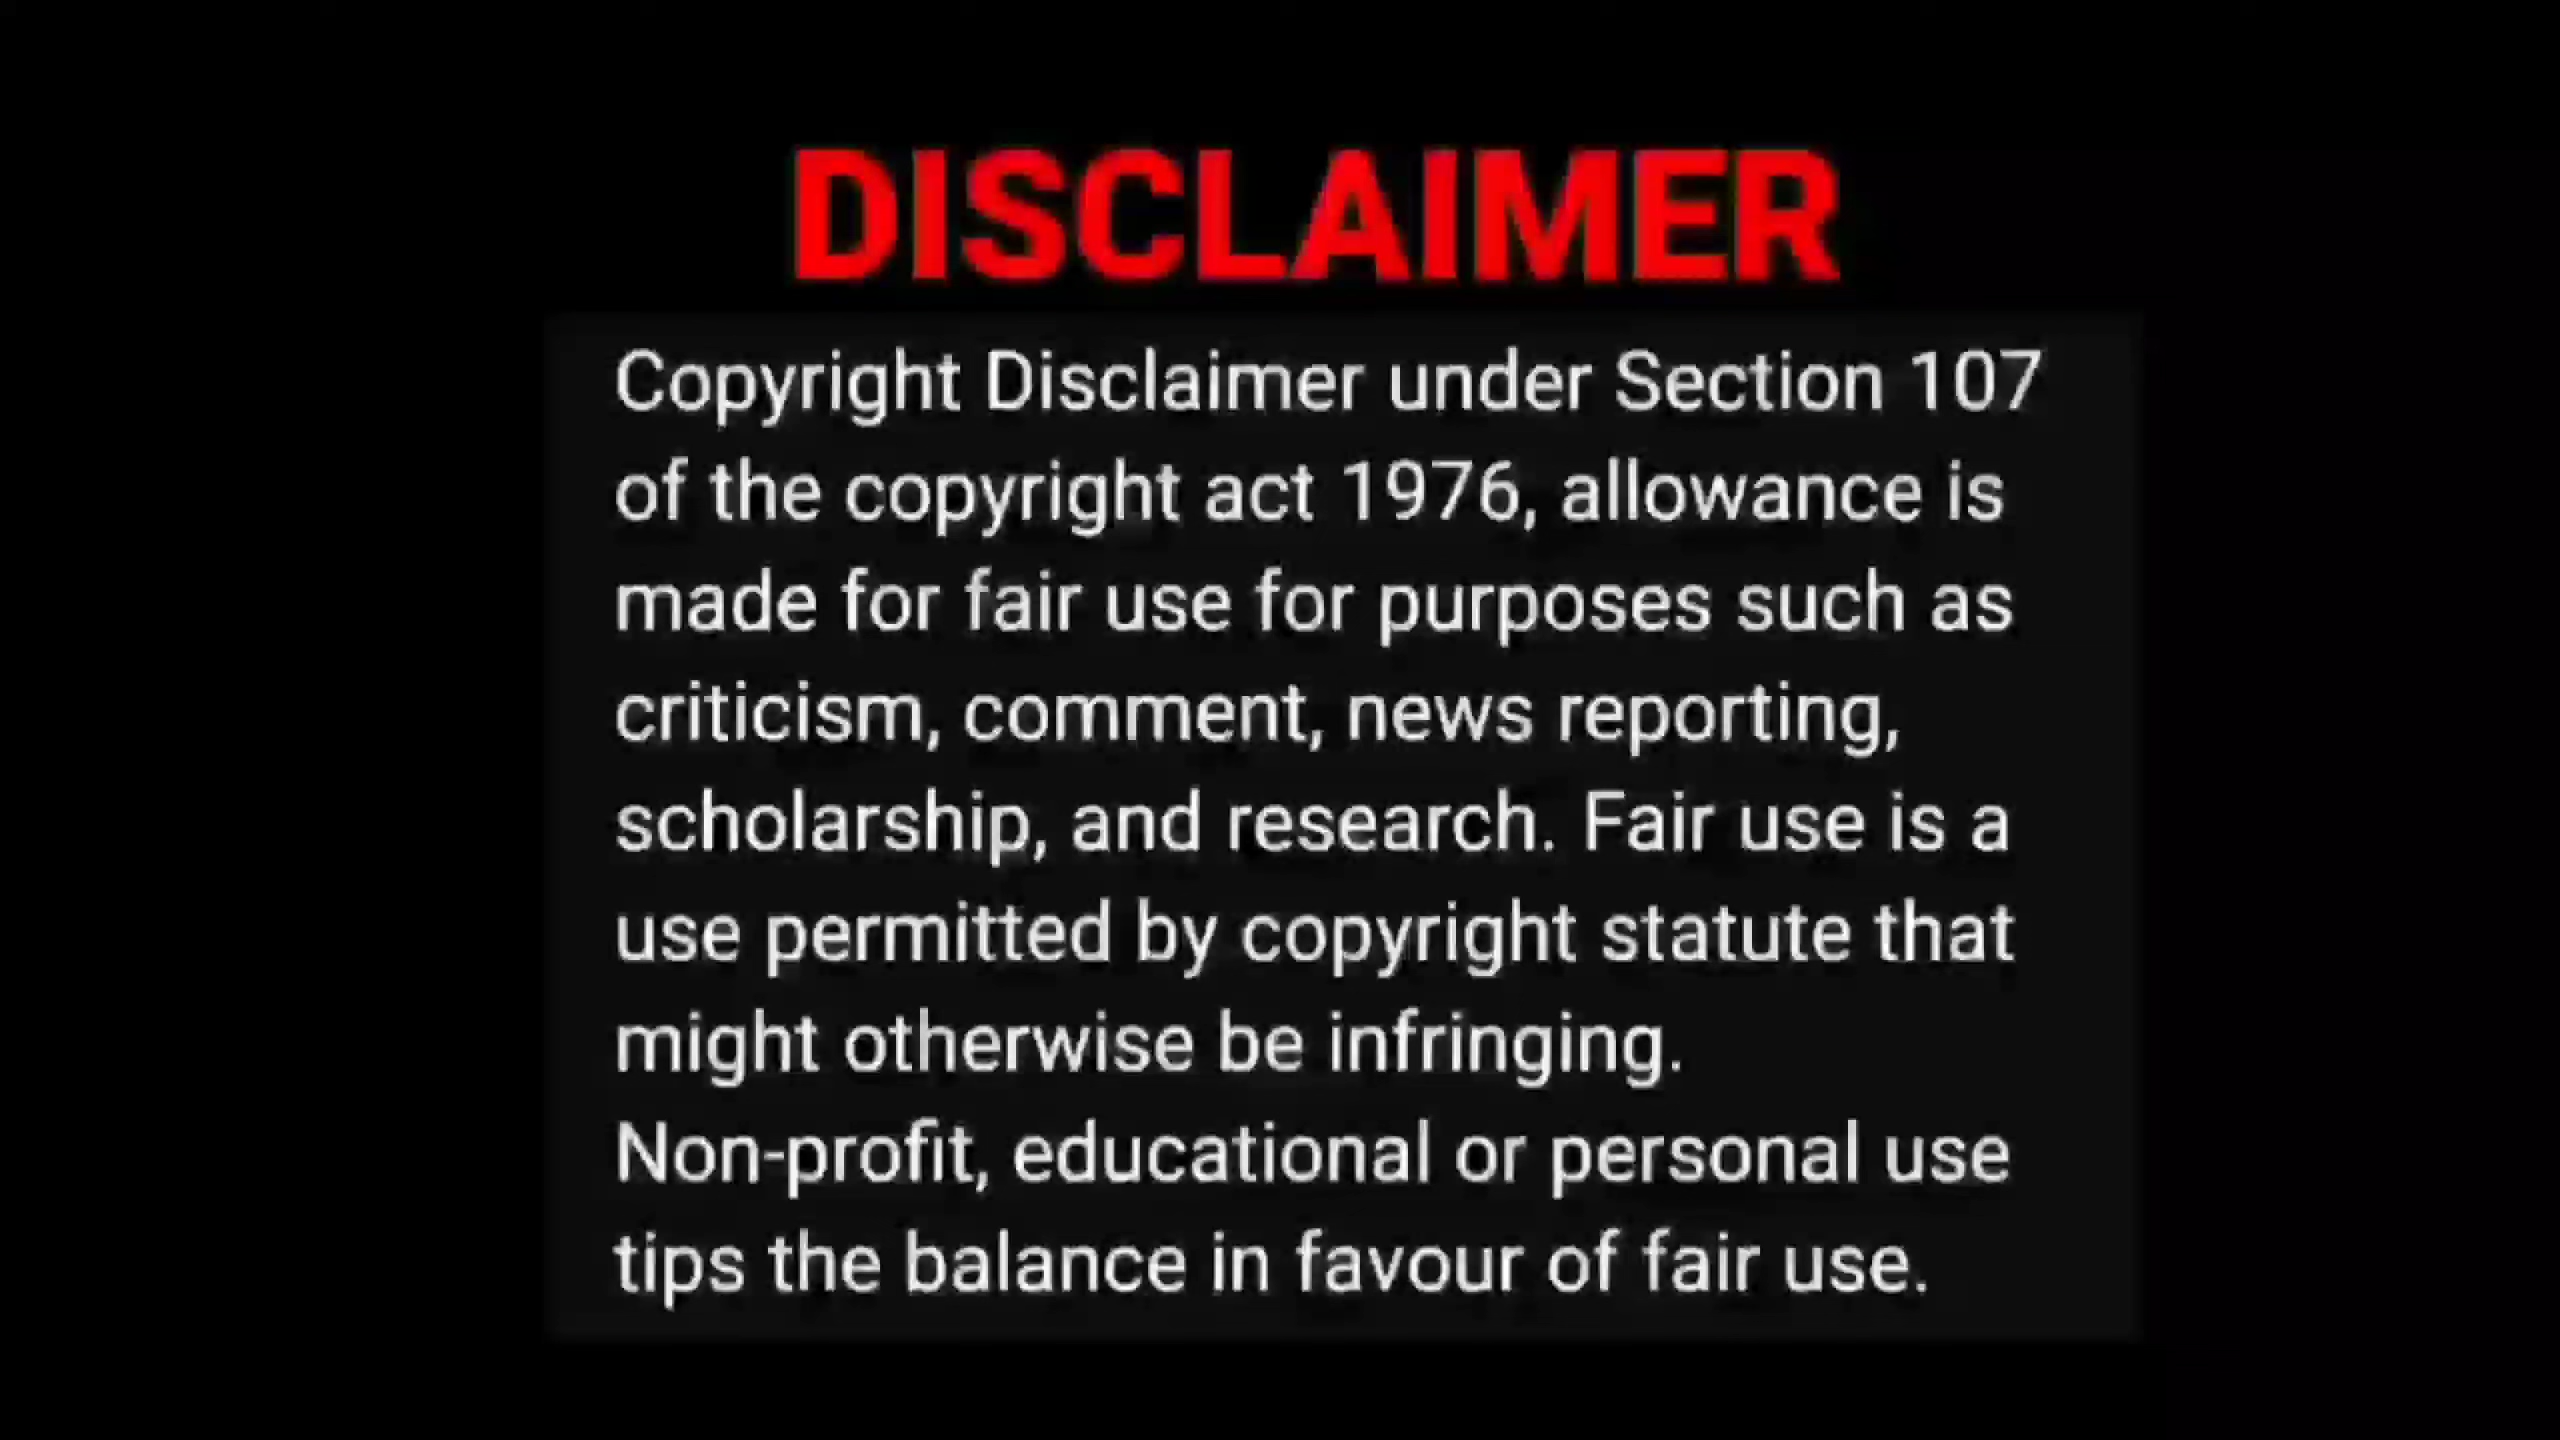 DISCLAIMER
Copyright Disclaimer under Section 107
of the copyright act 1976, allowance is
made for fair use for purposes such as
criticism, comment, news reporting,
scholarship, and research. Fair use is a
use permitted by copyright statute that
might otherwise be infringing.
Non-profit, educational or personal use
tips the balance in favour of fair use.